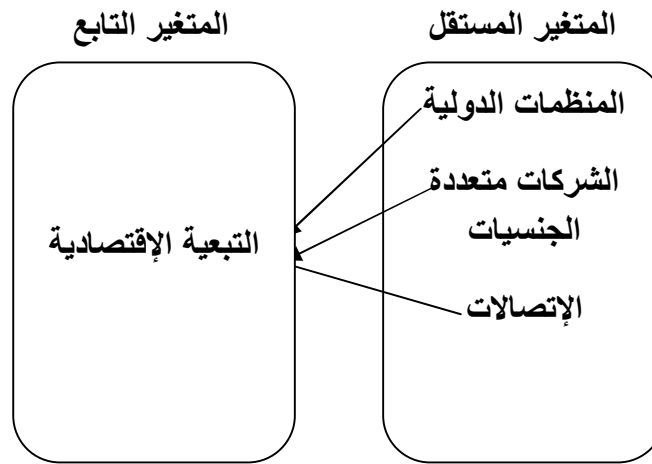 المتغير المستقل
المتغير التابع
المنظمات الدولية
الشركات متعددة
الجنسيات
الإتصالات
التبعية الإقتصادية